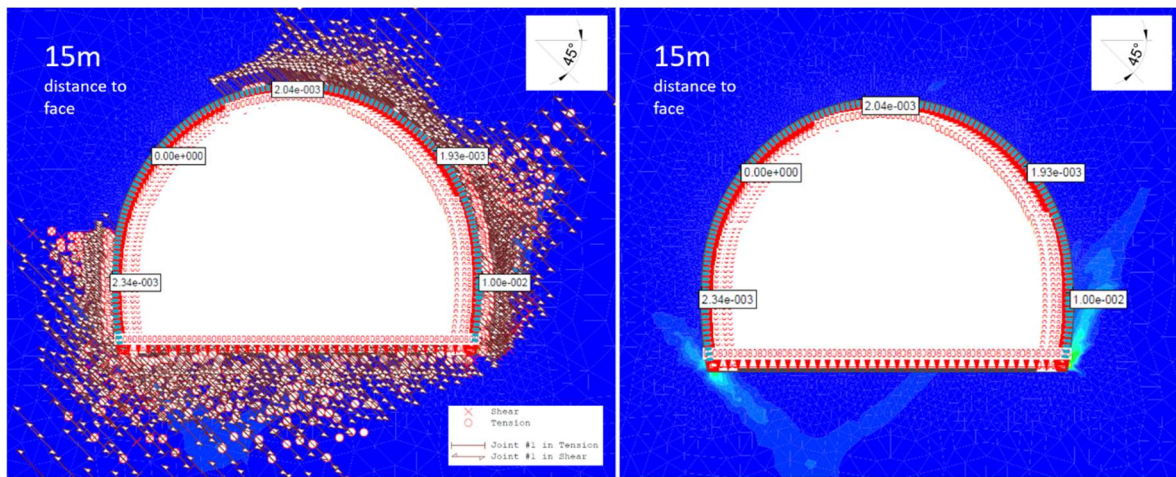 15m
distance to
face
45°
2.04e-003
0.00e+000
1.93e-003
2.34e-003
1.00e-002
Shear
Tension
Joint #1 in Tension
Joint #1 in Shear
15m
distance to
face
45°
2.04e-003
0.00e+000
1.93e-003
2.34e-003
1.00e-002